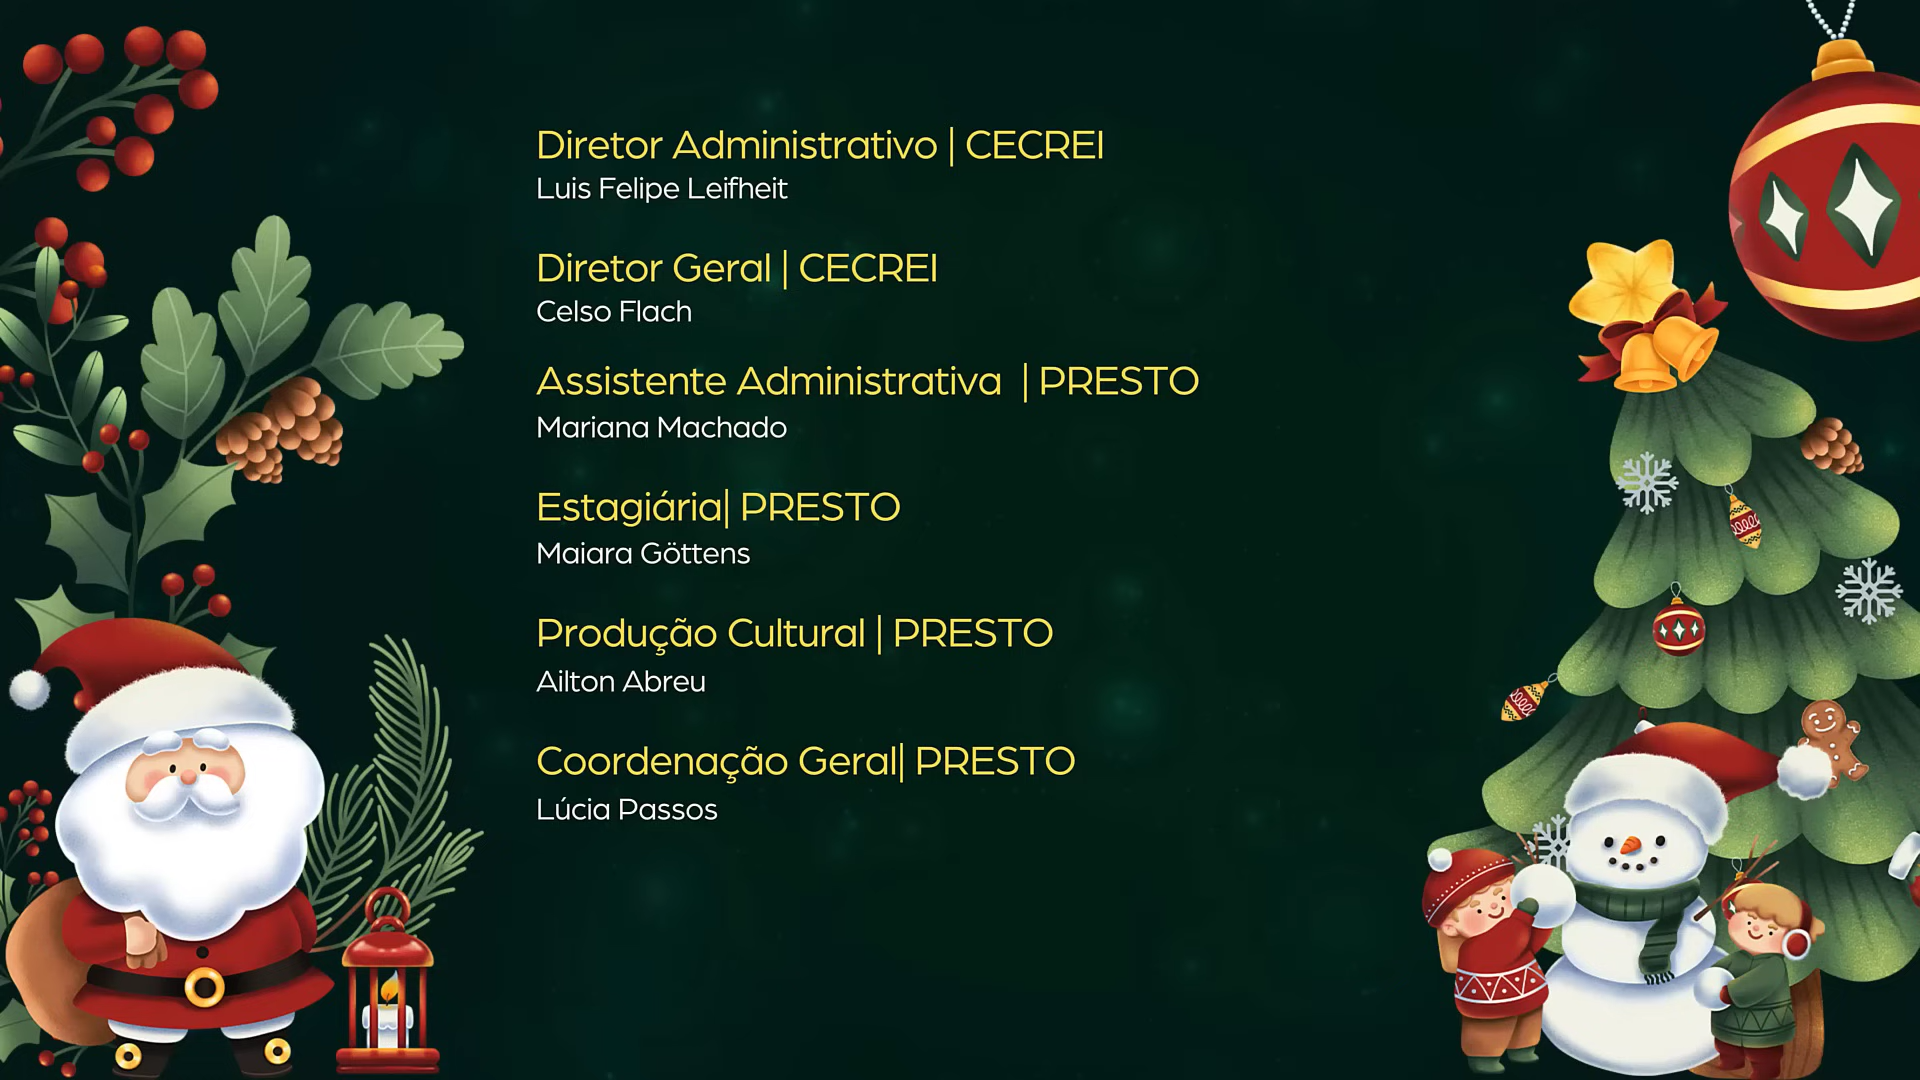 Diretor Administrativo | CECREI
Luis Felipe Leifheit
Diretor Geral | CECREI
Celso Flach
Assistente Administrativa | PRESTO
Mariana Machado
Estagiária| PRESTO
Maiara Göttens
Produção Cultural | PRESTO
Ailton Abreu
Coordenação Geral| PRESTO
Lúcia Passos